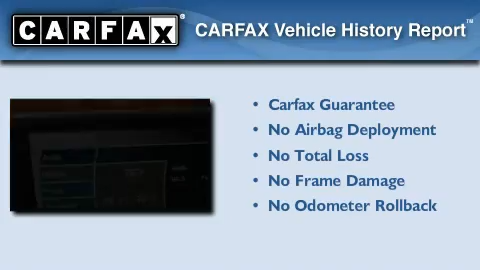 CARFAX® CARFAX Vehicle History Report™
• Carfax Guarantee
• No Airbag Deployment
• No Total Loss
• No Frame Damage
• No Odometer Rollback